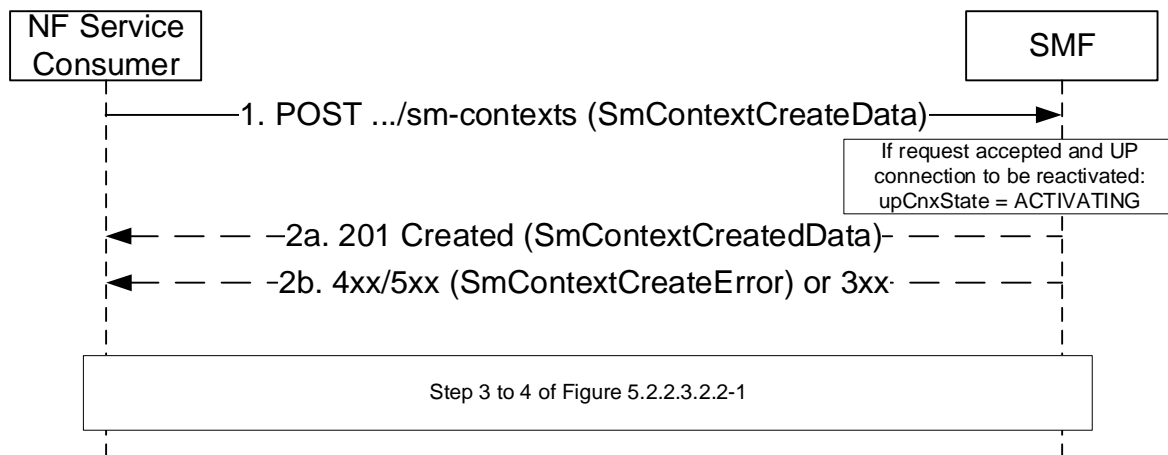 NF Service
Consumer
SMF
1. POST .../sm-contexts (SmContextCreateData)
If request accepted and UP
connection to be reactivated:
upCnxState = ACTIVATING
2a. 201 Created (SmContextCreatedData)
2b. 4xx/5xx (SmContextCreateError) or 3xx
Step 3 to 4 of Figure 5.2.2.3.2.2-1